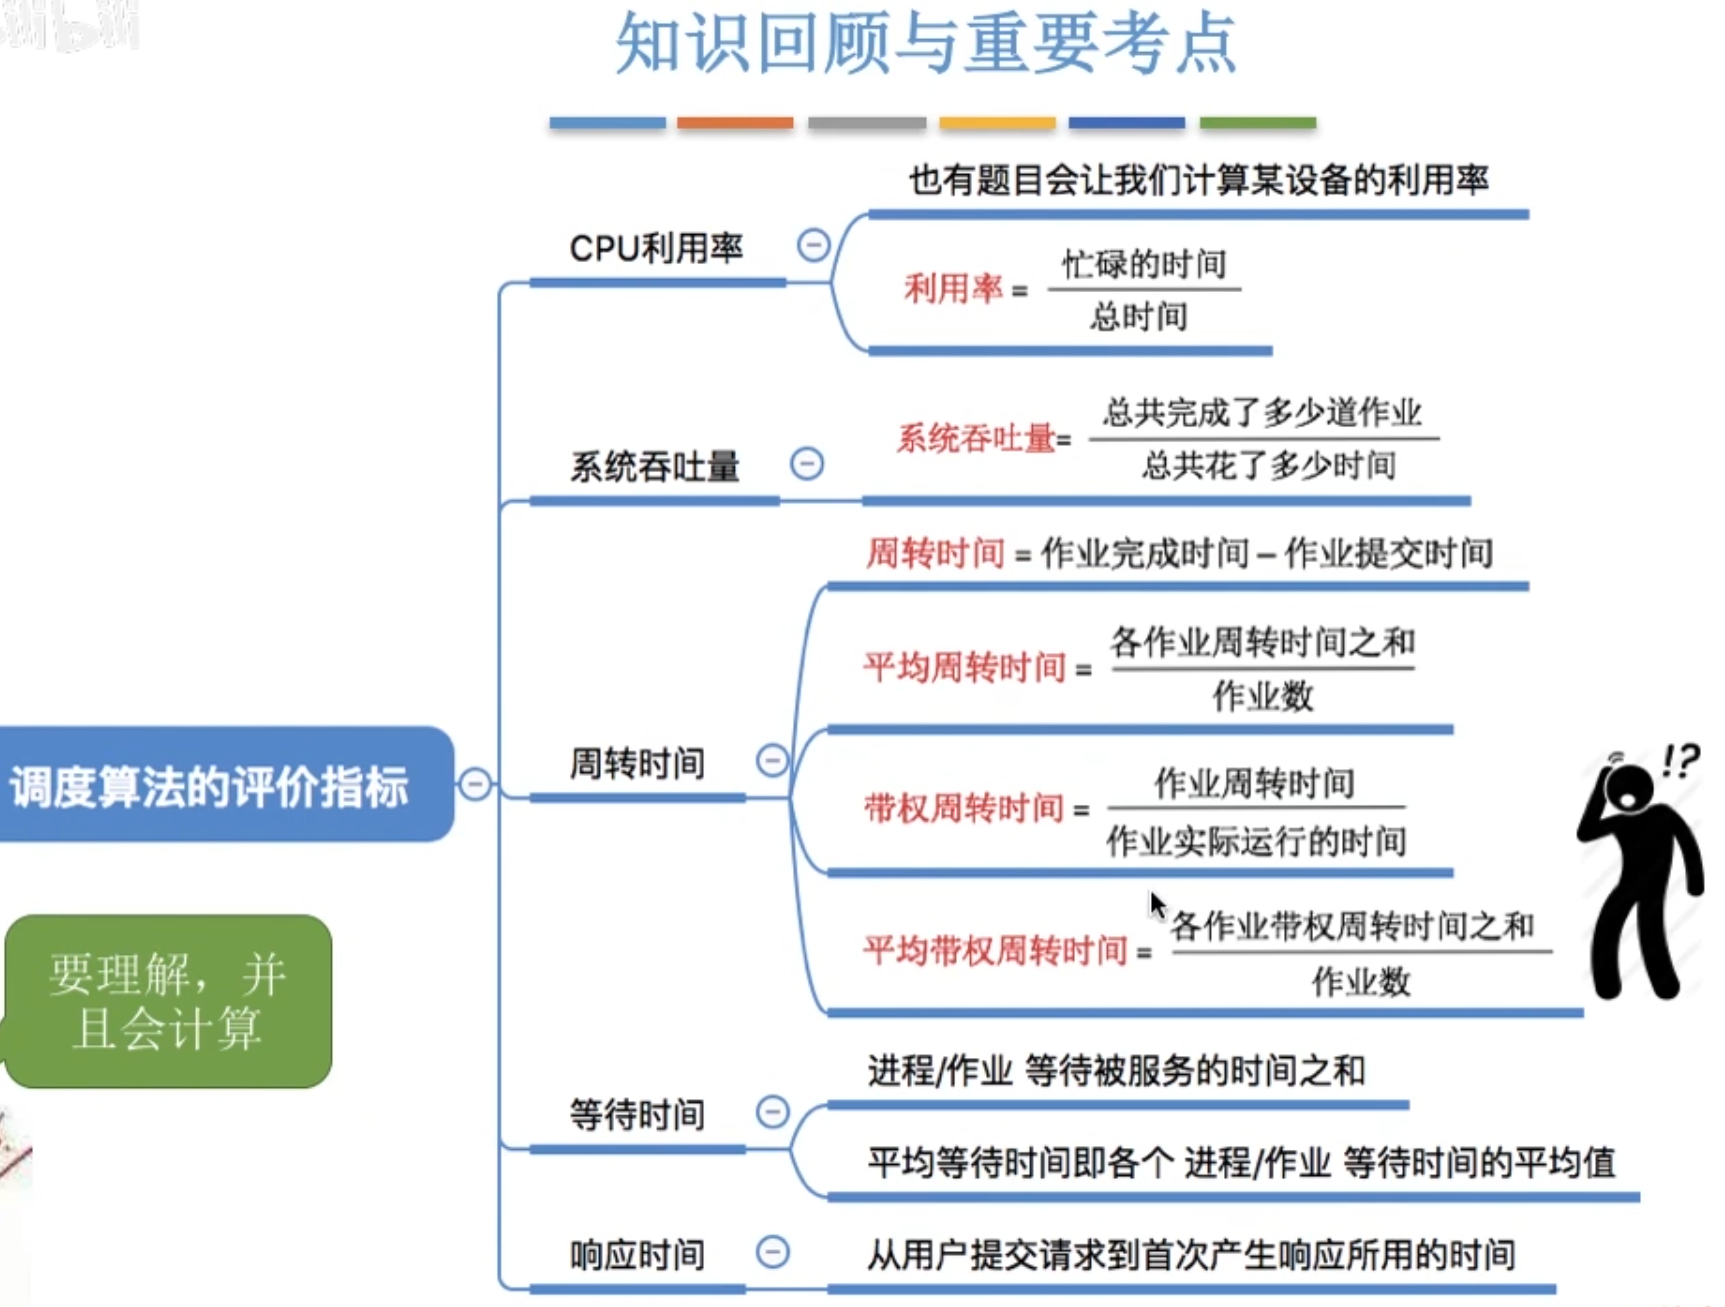 bilibili
知识回顾与重要考点
也有题目会让我们计算某设备的利用率
CPU利用率
利用率 =
忙碌的时间
总时间
系统吞吐量
系统吞吐量=
总共完成了多少道作业
总共花了多少时间
周转时间 = 作业完成时间 – 作业提交时间
平均周转时间 =
各作业周转时间之和
作业数
周转时间
调度算法的评价指标
带权周转时间 =
作业周转时间
作业实际运行的时间
!?
平均带权周转时间 =
各作业带权周转时间之和
作业数
要理解，并
且会计算
进程/作业 等待被服务的时间之和
等待时间
平均等待时间即各个 进程/作业 等待时间的平均值
响应时间
从用户提交请求到首次产生响应所用的时间